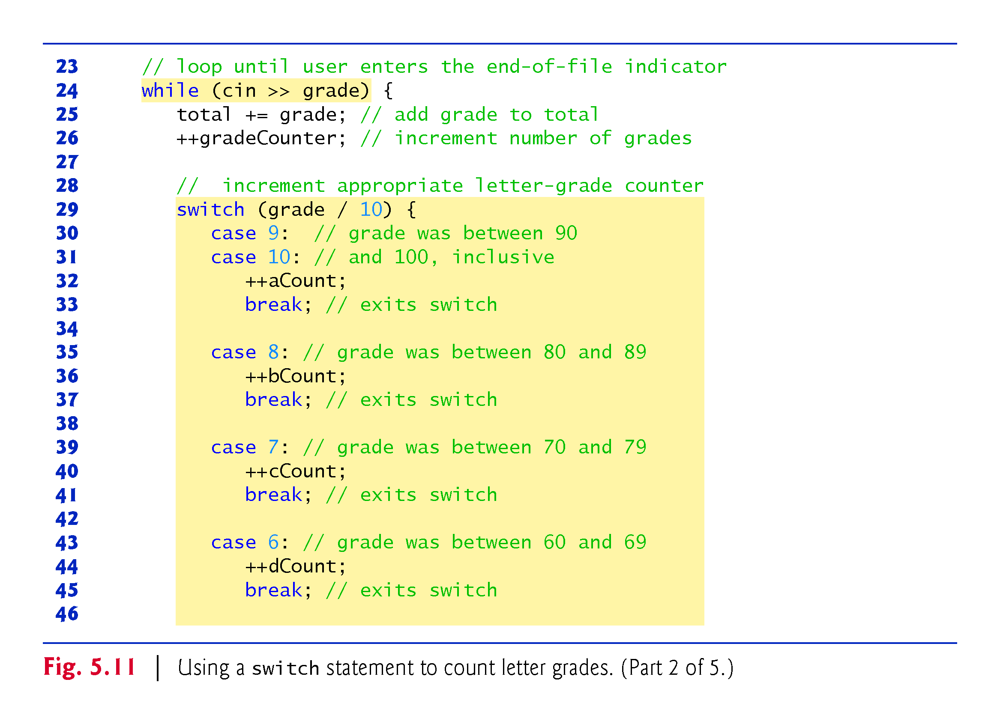 23 // loop until user enters the end-of-file indicator
24 while (cin >> grade) {
25 total += grade; // add grade to total
26 ++gradeCounter; // increment number of grades
27
28 //  increment appropriate letter-grade counter
29 switch (grade / 10) {
30 case 9:  // grade was between 90
31 case 10: // and 100, inclusive
32 ++aCount;
33 break; // exits switch
34
35 case 8: // grade was between 80 and 89
36 ++bCount;
37 break; // exits switch
38
39 case 7: // grade was between 70 and 79
40 ++cCount;
41 break; // exits switch
42
43 case 6: // grade was between 60 and 69
44 ++dCount;
45 break; // exits switch
46
Fig. 5.11 | Using a switch statement to count letter grades. (Part 2 of 5.)